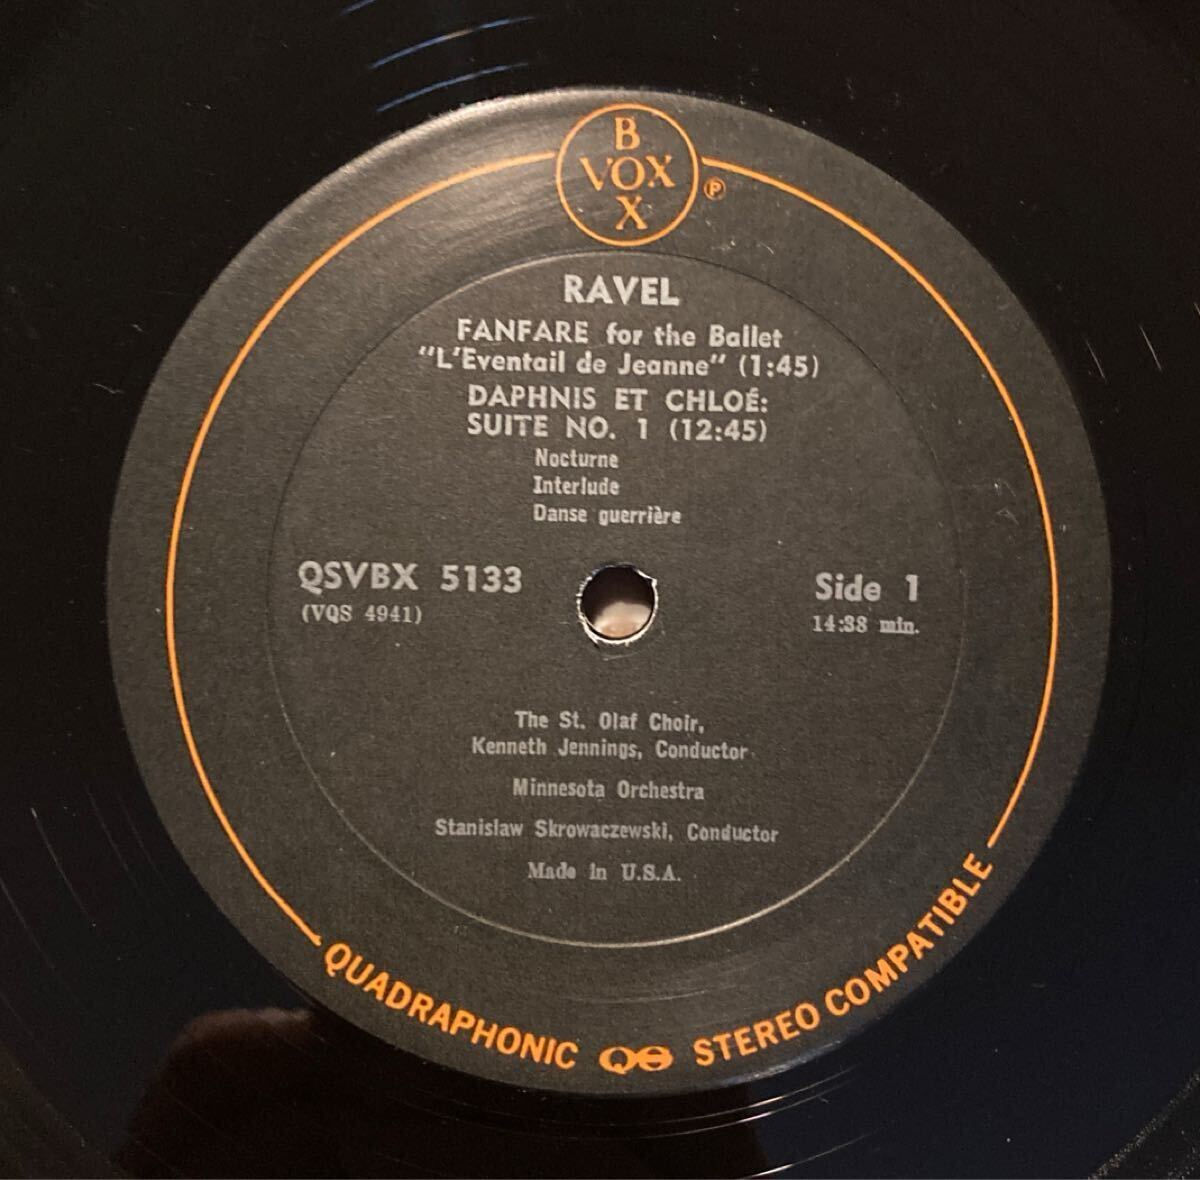 B
VOX
X
℗
RAVEL
FANFARE for the Ballet
"L'Eventail de Jeanne" (1:45)
DAPHNIS ET CHLOÉ:
SUITE NO. 1 (12:45)
Nocturne
Interlude
Danse guerrière
QSVBX 5133
(VQS 4941)
Side 1
14:38 min.
The St. Olaf Choir,
Kenneth Jennings, Conductor
Minnesota Orchestra
Stanislaw Skrowaczewski, Conductor
Made in U.S.A.
QUADRAPHONIC QS STEREO COMPATIBLE